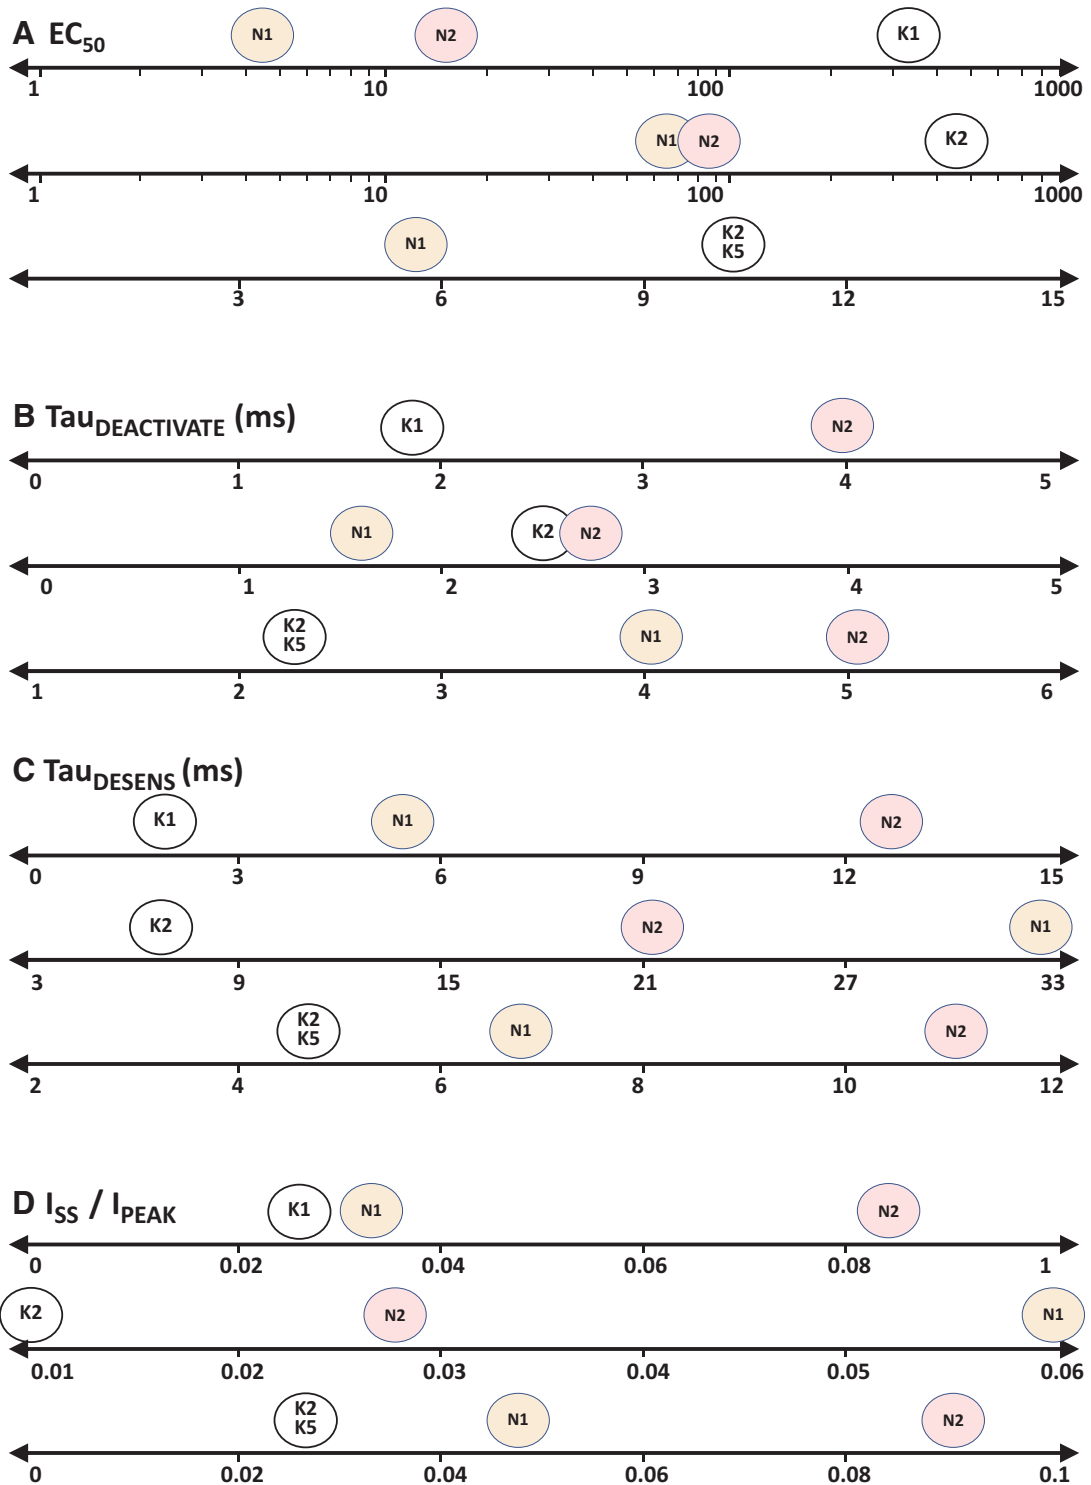 A EC50
N1 N2 K1
1 10 100 1000
N1 N2 K2
1 10 100 1000
N1 K2 K5
3 6 9 12 15
B TauDEACTIVATE (ms)
K1 N2
0 1 2 3 4 5
N1 K2 N2
0 1 2 3 4 5
K2 K5 N1 N2
1 2 3 4 5 6
C TauDESENS (ms)
K1 N1 N2
0 3 6 9 12 15
K2 N2 N1
3 9 15 21 27 33
K2 K5 N1 N2
2 4 6 8 10 12
D ISS / IPEAK
K1 N1 N2
0 0.02 0.04 0.06 0.08 1
K2 N2 N1
0.01 0.02 0.03 0.04 0.05 0.06
K2 K5 N1 N2
0 0.02 0.04 0.06 0.08 0.1